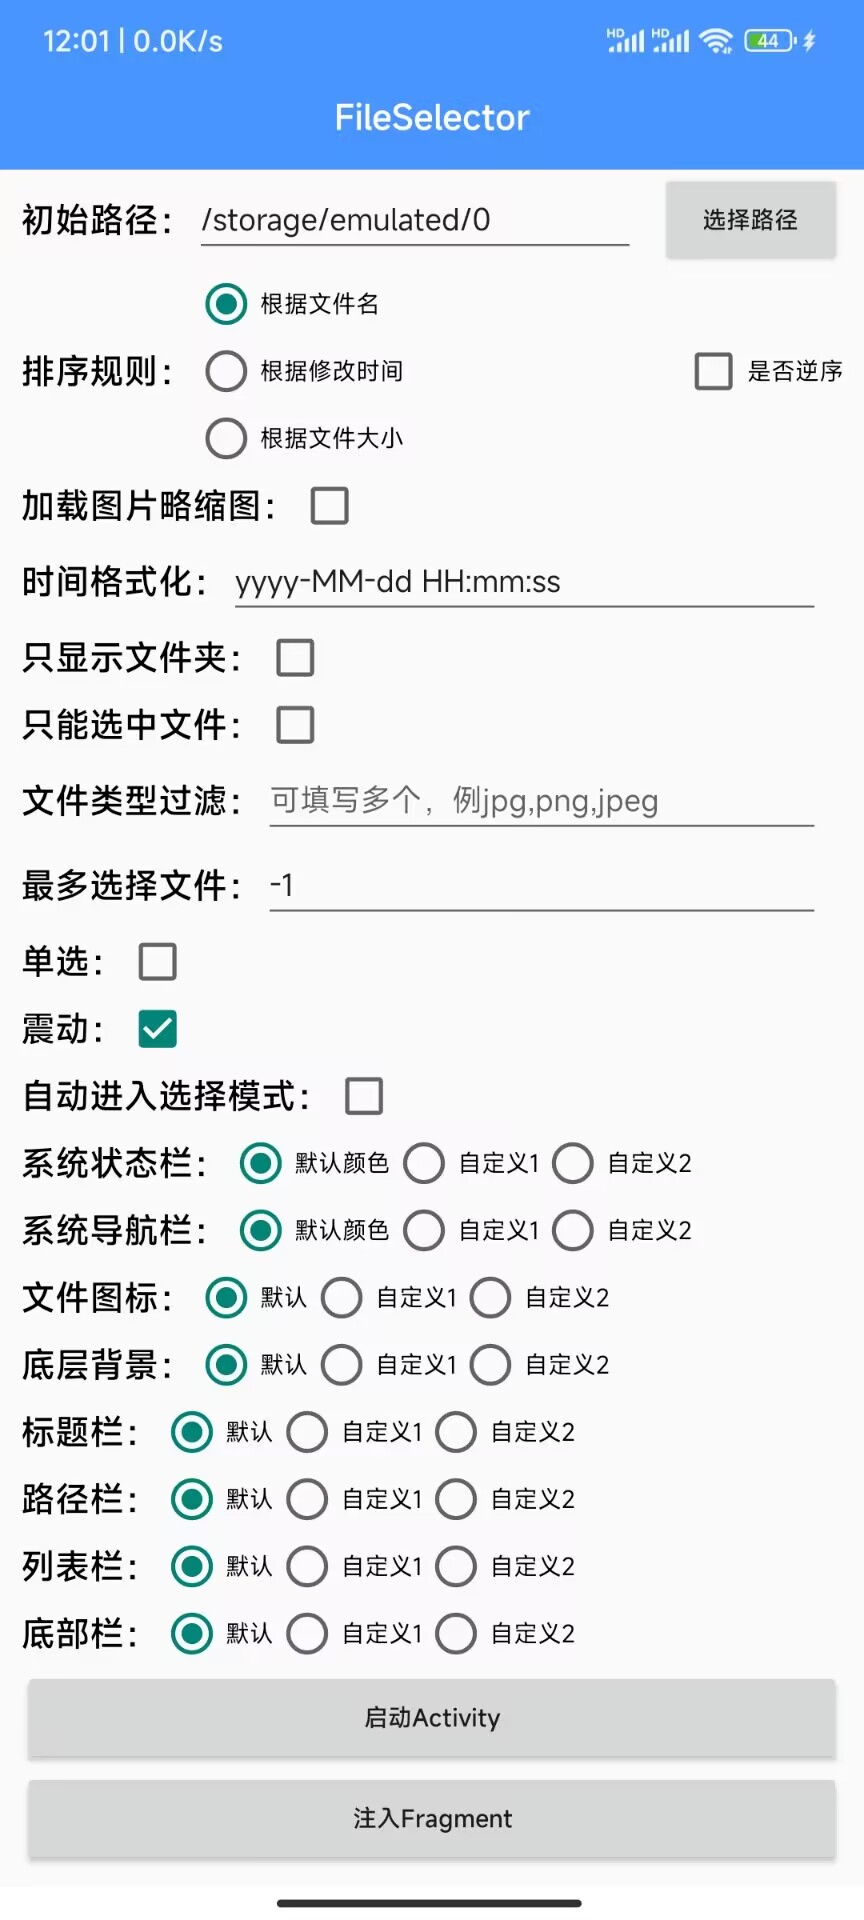 12:01 | 0.0K/s HD HD 44
FileSelector
初始路径： /storage/emulated/0 选择路径
根据文件名
排序规则： 根据修改时间 是否逆序
根据文件大小
加载图片略缩图：
时间格式化： yyyy-MM-dd HH:mm:ss
只显示文件夹：
只能选中文件：
文件类型过滤： 可填写多个，例jpg,png,jpeg
最多选择文件： -1
单选：
震动：
自动进入选择模式：
系统状态栏： 默认颜色 自定义1 自定义2
系统导航栏： 默认颜色 自定义1 自定义2
文件图标： 默认 自定义1 自定义2
底层背景： 默认 自定义1 自定义2
标题栏： 默认 自定义1 自定义2
路径栏： 默认 自定义1 自定义2
列表栏： 默认 自定义1 自定义2
底部栏： 默认 自定义1 自定义2
启动Activity
注入Fragment